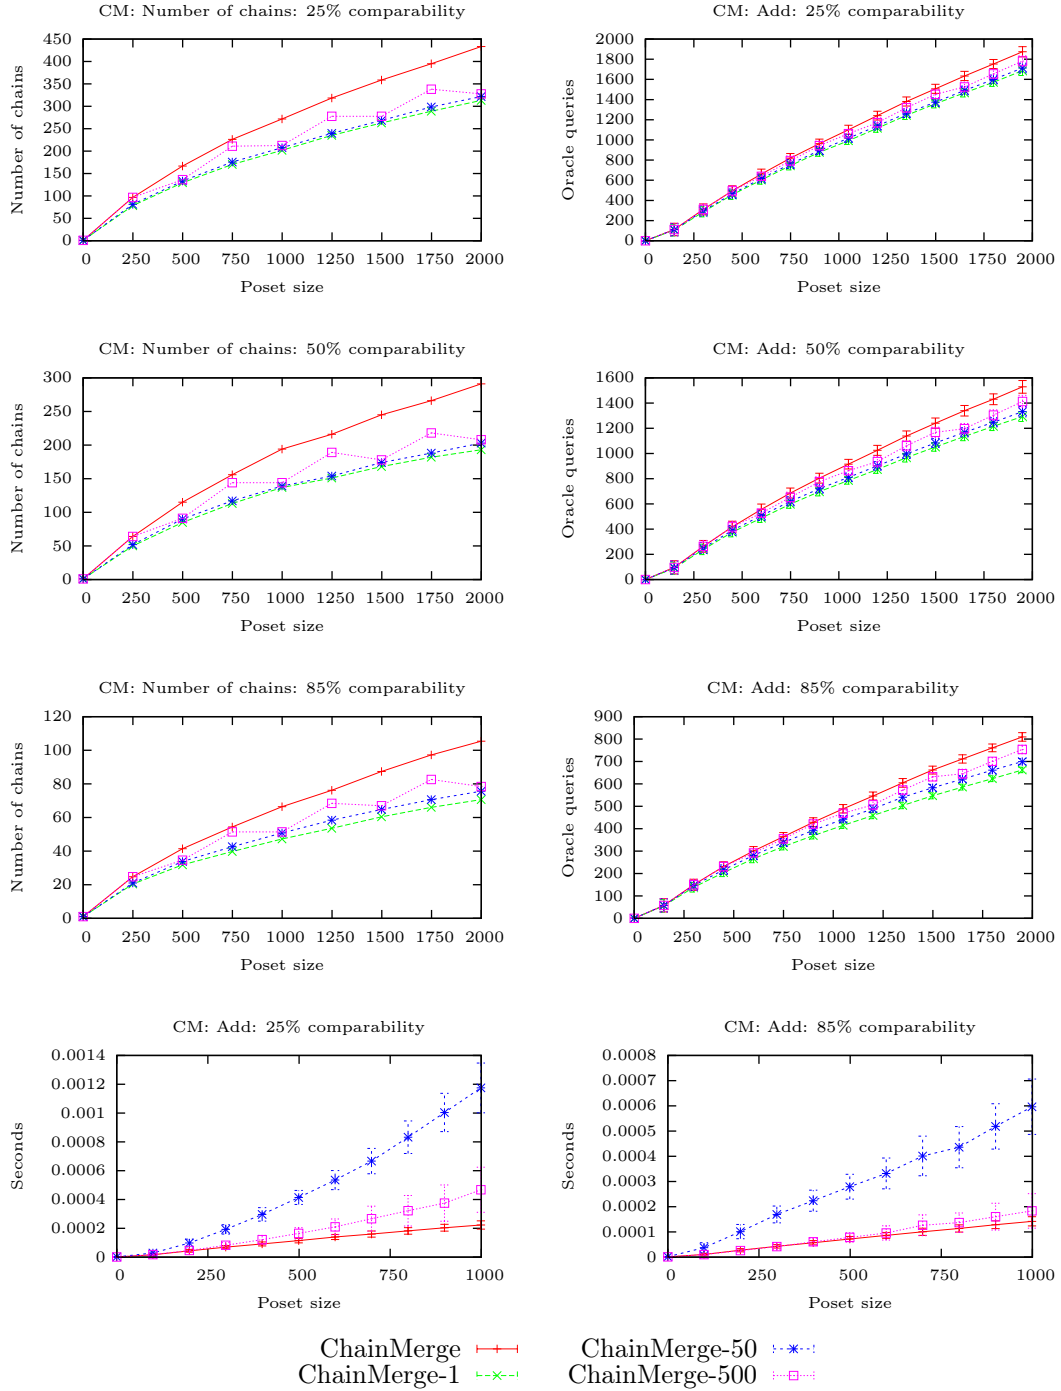 CM: Number of chains: 25% comparability
Number of chains
450
400
350
300
250
200
150
100
50
0
0 250 500 750 1000 1250 1500 1750 2000
Poset size
CM: Add: 25% comparability
Oracle queries
2000
1800
1600
1400
1200
1000
800
600
400
200
0
0 250 500 750 1000 1250 1500 1750 2000
Poset size
CM: Number of chains: 50% comparability
Number of chains
300
250
200
150
100
50
0
0 250 500 750 1000 1250 1500 1750 2000
Poset size
CM: Add: 50% comparability
Oracle queries
1600
1400
1200
1000
800
600
400
200
0
0 250 500 750 1000 1250 1500 1750 2000
Poset size
CM: Number of chains: 85% comparability
Number of chains
120
100
80
60
40
20
0
0 250 500 750 1000 1250 1500 1750 2000
Poset size
CM: Add: 85% comparability
Oracle queries
900
800
700
600
500
400
300
200
100
0
0 250 500 750 1000 1250 1500 1750 2000
Poset size
CM: Add: 25% comparability
Seconds
0.0014
0.0012
0.001
0.0008
0.0006
0.0004
0.0002
0
0 250 500 750 1000
Poset size
CM: Add: 85% comparability
Seconds
0.0008
0.0007
0.0006
0.0005
0.0004
0.0003
0.0002
0.0001
0
0 250 500 750 1000
Poset size
ChainMerge
ChainMerge-1
ChainMerge-50
ChainMerge-500